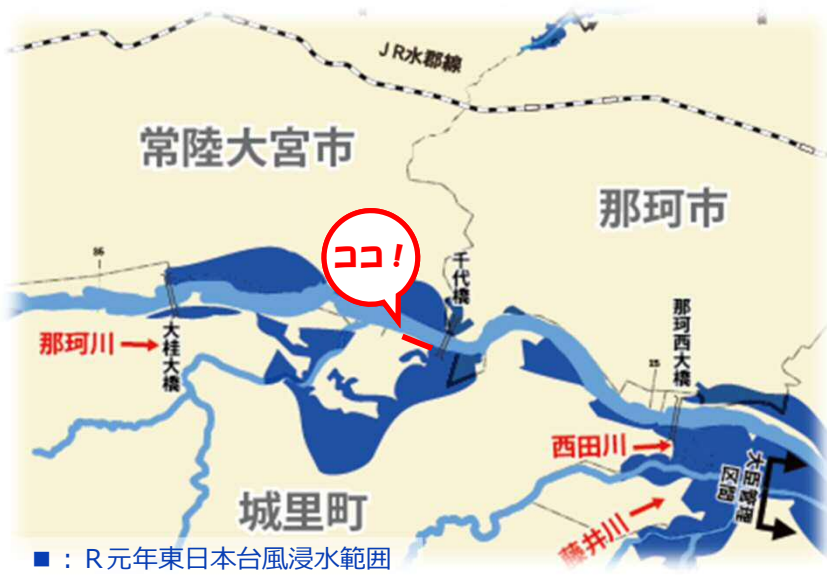 JR水郡線
常陸大宮市
那珂市
ココ!
千代橋
大桂大橋
那珂川
那珂西大橋
西田川
大臣管理
区間
藤井川
城里町
■:R元年東日本台風浸水範囲